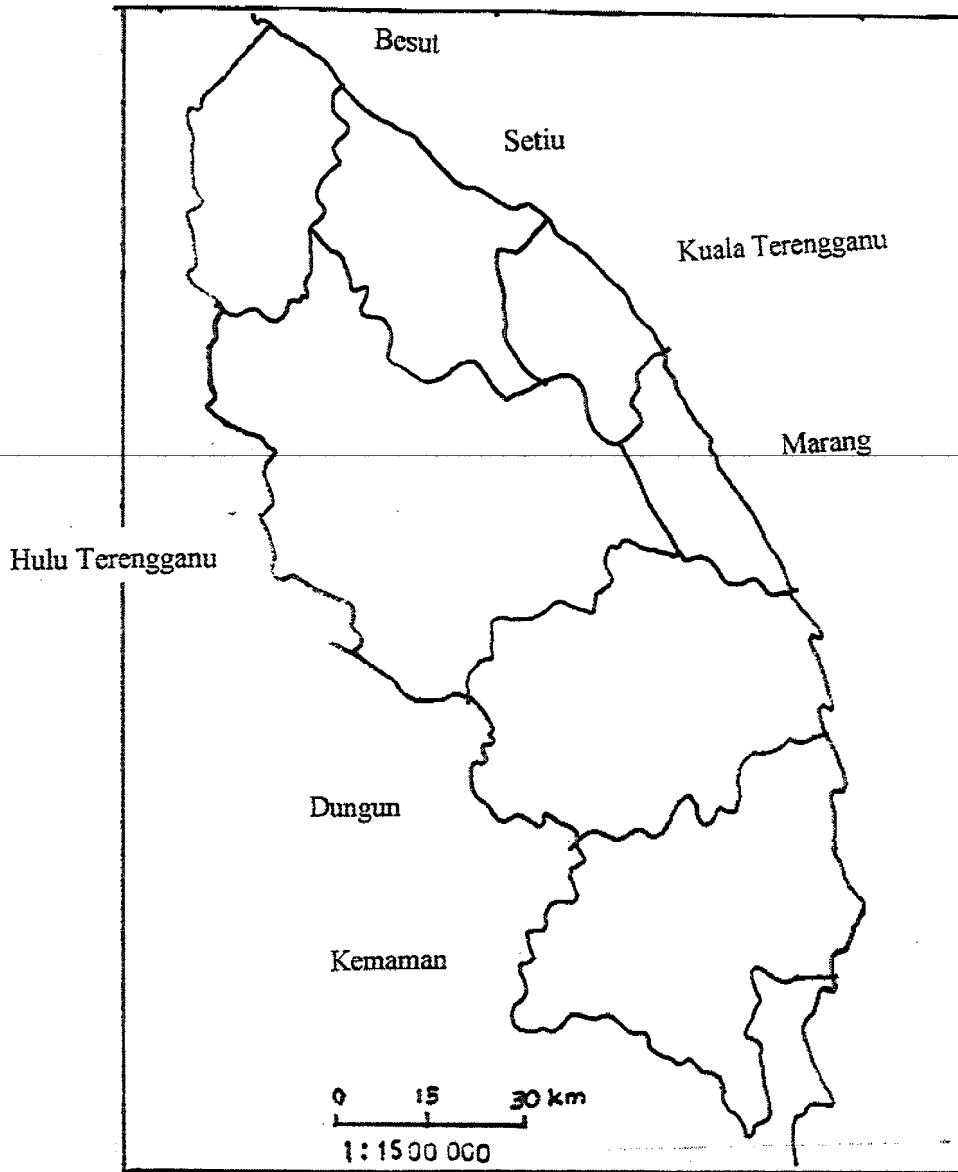 Besut
Setiu
Kuala Terengganu
Marang
Hulu Terengganu
Dungun
Kemaman
0 15 30 km
1:1500 000